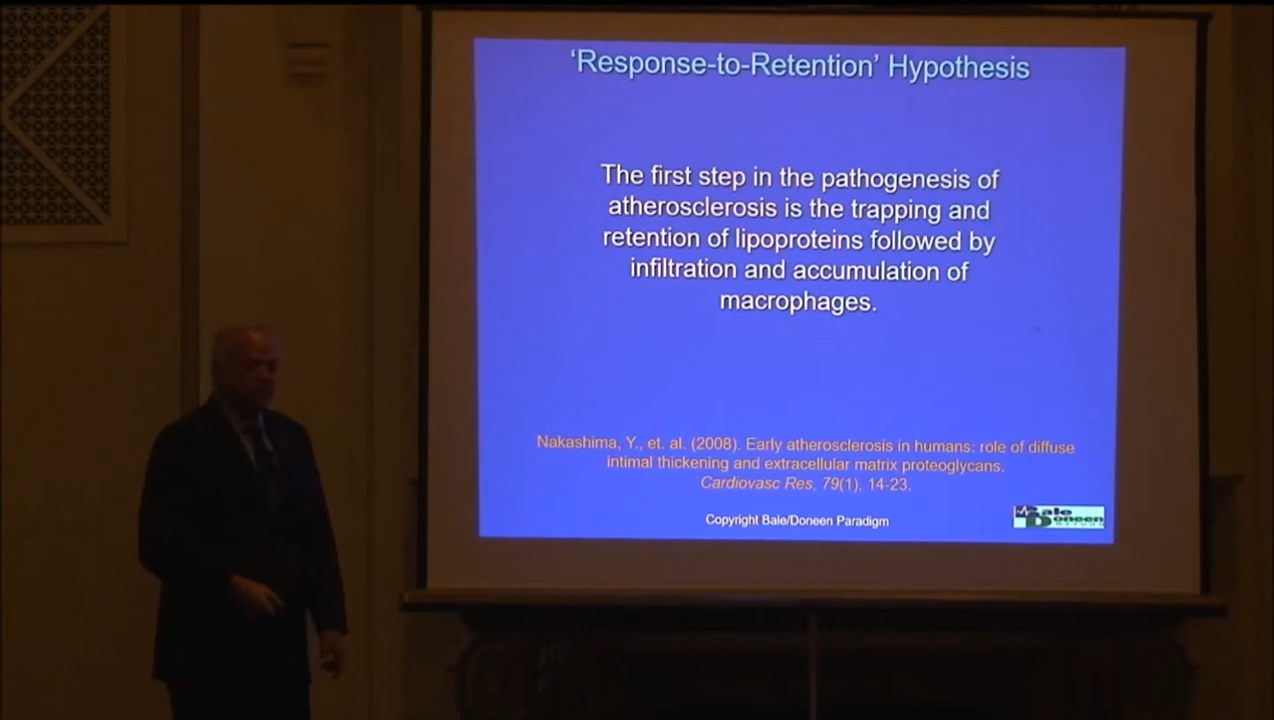 ‘Response-to-Retention’ Hypothesis
The first step in the pathogenesis of
atherosclerosis is the trapping and
retention of lipoproteins followed by
infiltration and accumulation of
macrophages.
Nakashima, Y., et. al. (2008). Early atherosclerosis in humans: role of diffuse
intimal thickening and extracellular matrix proteoglycans.
Cardiovasc Res, 79(1), 14-23.
Copyright Bale/Doneen Paradigm
Bale
Doneen